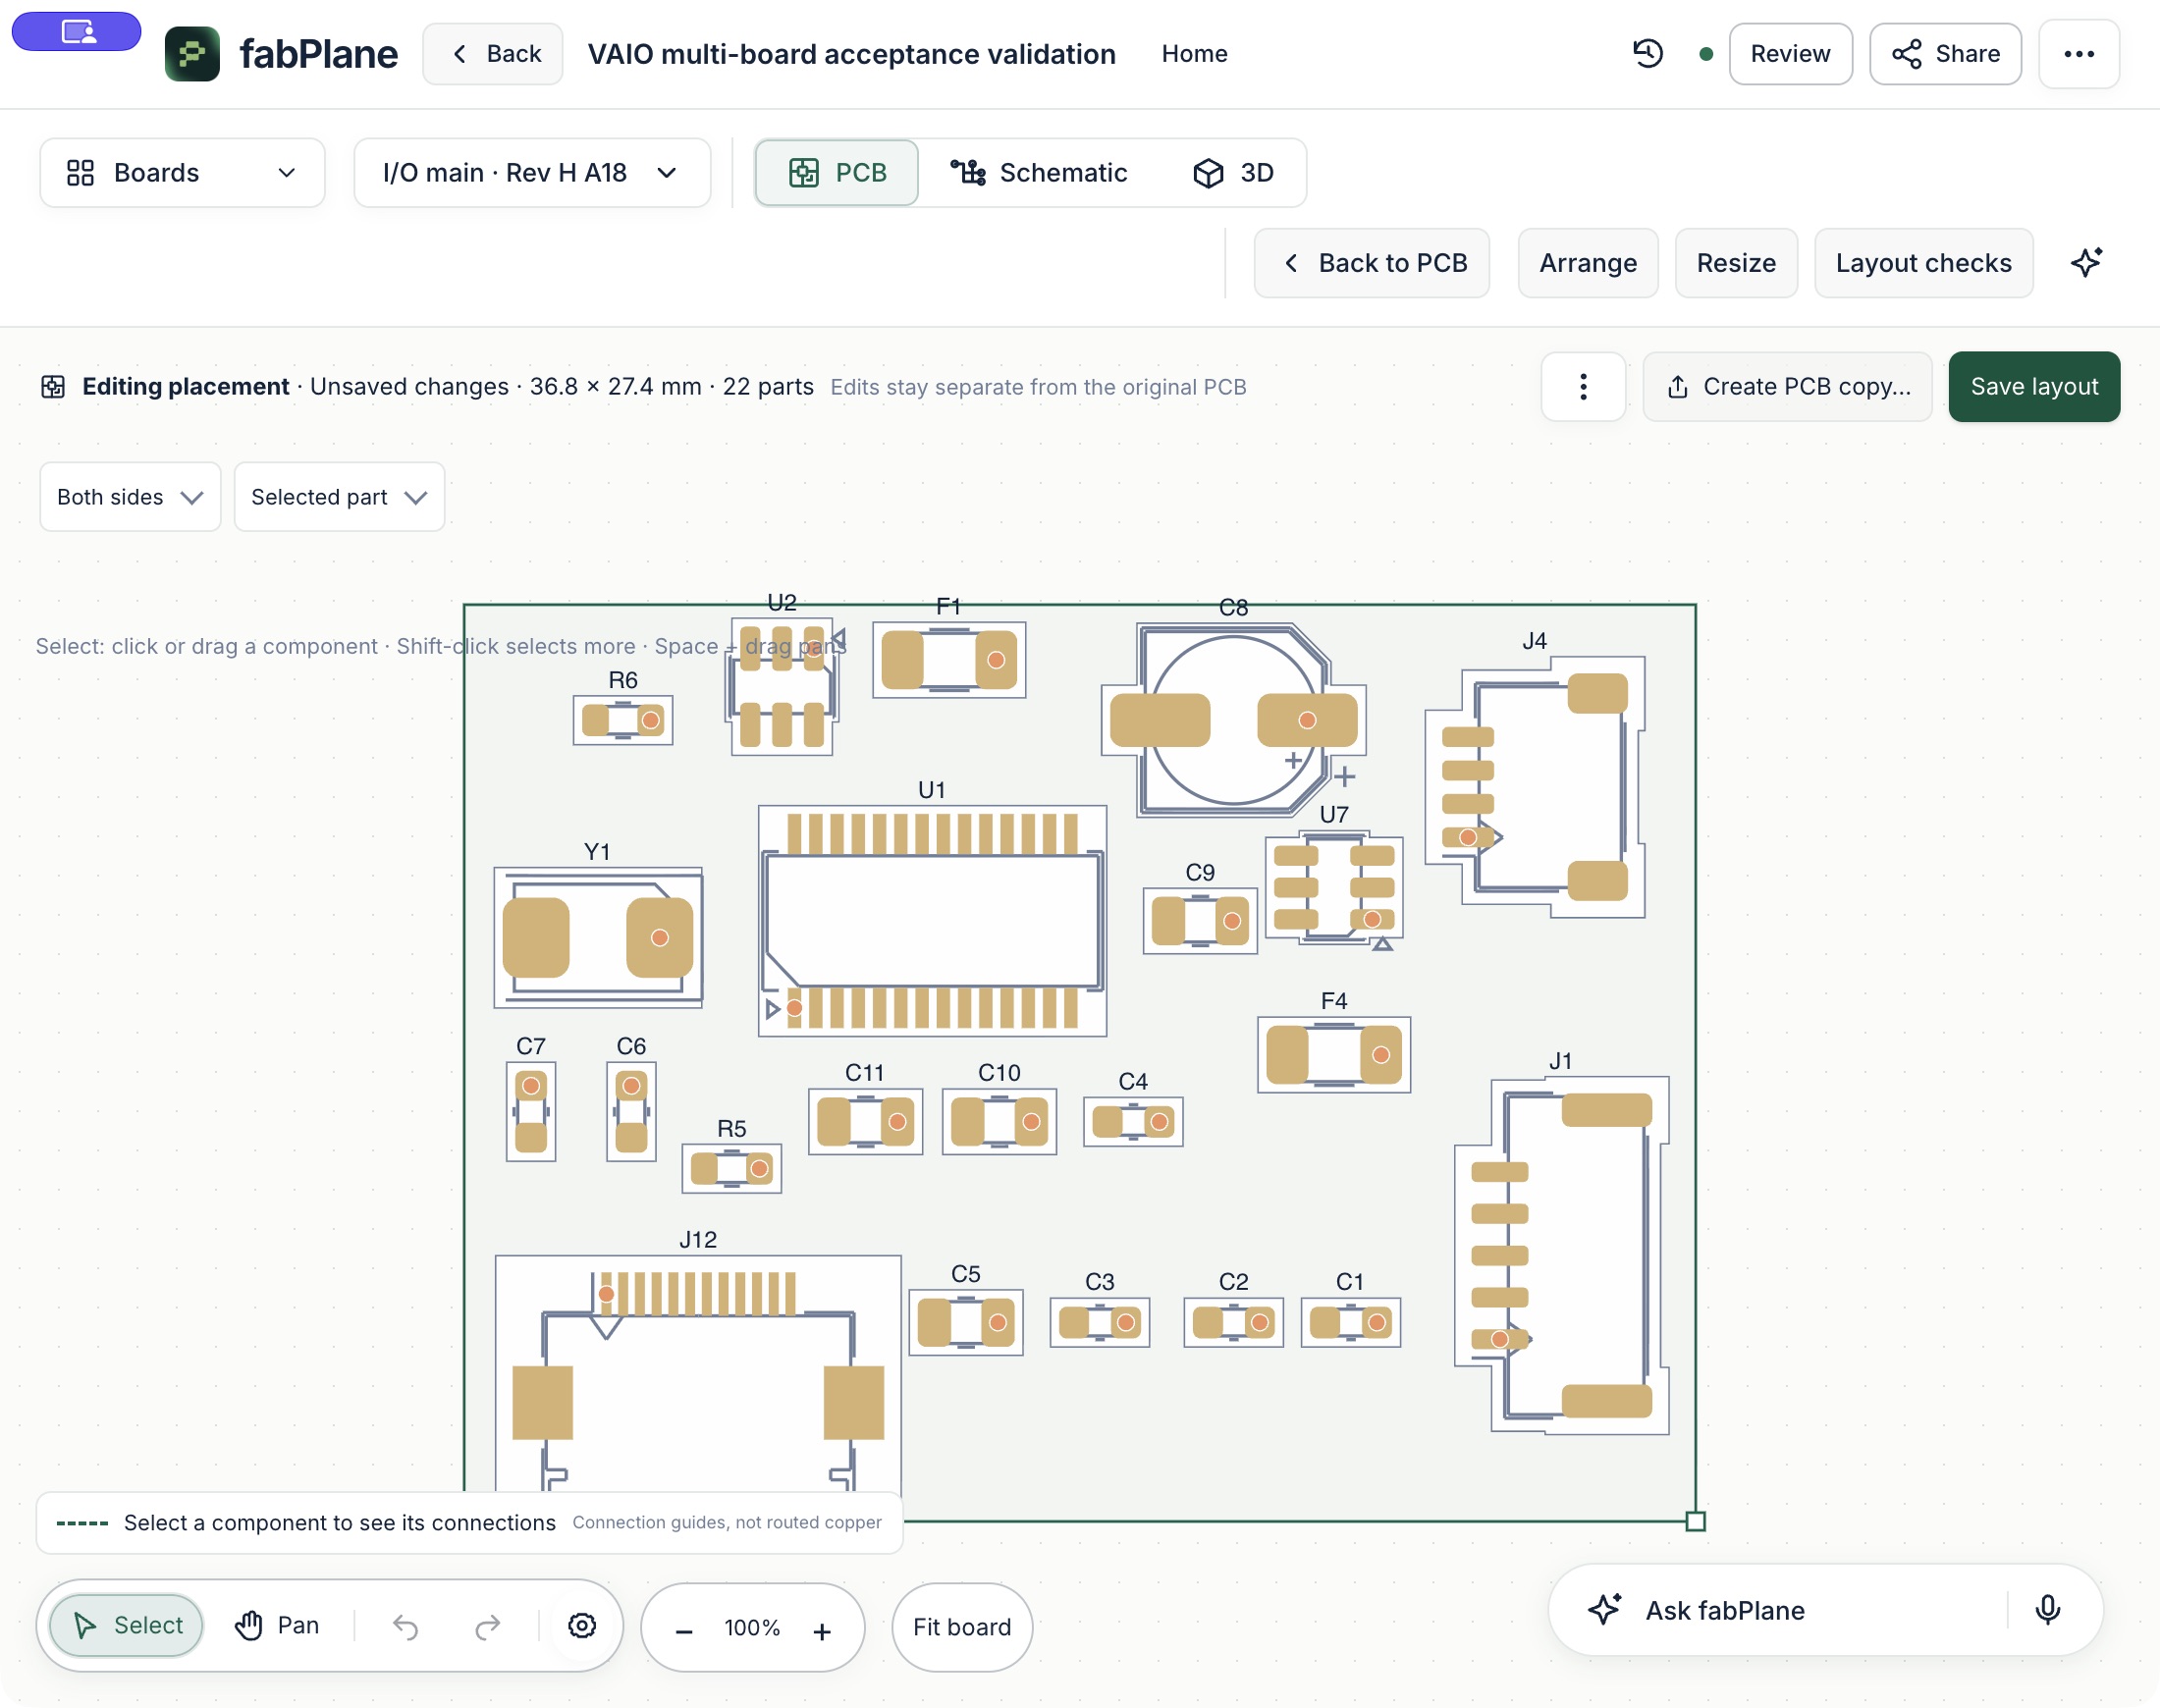 fabPlane
Back
VAIO multi-board acceptance validation
Home
Review
Share
Boards
I/O main · Rev H A18
PCB
Schematic
3D
Back to PCB
Arrange
Resize
Layout checks
Editing placement · Unsaved changes · 36.8 × 27.4 mm · 22 parts
Edits stay separate from the original PCB
Create PCB copy...
Save layout
Both sides
Selected part
U2
F1
C8
J4
Select: click or drag a component · Shift-click selects more · Space + drag pans
R6
U1
U7
Y1
C9
F4
C7
C6
C11
C10
C4
J1
R5
J12
C5
C3
C2
C1
Select a component to see its connections
Connection guides, not routed copper
Select
Pan
100%
Fit board
Ask fabPlane